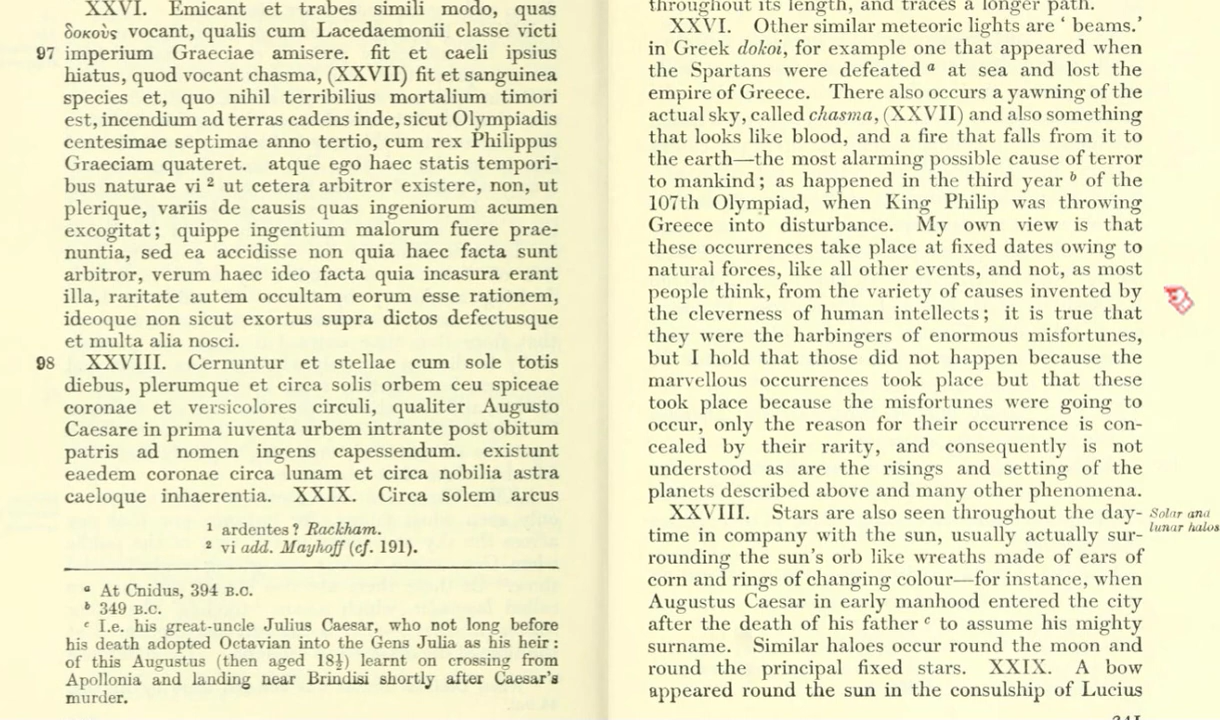 XXVI. Emicant et trabes simili modo, quas
δοκοὺς vocant, qualis cum Lacedaemonii classe victi
97 imperium Graeciae amisere. fit et caeli ipsius
hiatus, quod vocant chasma, (XXVII) fit et sanguinea
species et, quo nihil terribilius mortalium timori
est, incendium ad terras cadens inde, sicut Olympiadis
centesimae septimae anno tertio, cum rex Philippus
Graeciam quateret. atque ego haec statis tempori-
bus naturae vi ² ut cetera arbitror existere, non, ut
plerique, variis de causis quas ingeniorum acumen
excogitat; quippe ingentium malorum fuere prae-
nuntia, sed ea accidisse non quia haec facta sunt
arbitror, verum haec ideo facta quia incasura erant
illa, raritate autem occultam eorum esse rationem,
ideoque non sicut exortus supra dictos defectusque
et multa alia nosci.
98 XXVIII. Cernuntur et stellae cum sole totis
diebus, plerumque et circa solis orbem ceu spiceae
coronae et versicolores circuli, qualiter Augusto
Caesare in prima iuventa urbem intrante post obitum
patris ad nomen ingens capessendum. existunt
eaedem coronae circa lunam et circa nobilia astra
caeloque inhaerentia. XXIX. Circa solem arcus
¹ ardentes? Rackham.
² vi add. Mayhoff (cf. 191).
ᵃ At Cnidus, 394 B.C.
ᵇ 349 B.C.
ᶜ I.e. his great-uncle Julius Caesar, who not long before
his death adopted Octavian into the Gens Julia as his heir:
of this Augustus (then aged 18½) learnt on crossing from
Apollonia and landing near Brindisi shortly after Caesar's
murder.
throughout its length, and traces a longer path.
XXVI. Other similar meteoric lights are ' beams.'
in Greek dokoi, for example one that appeared when
the Spartans were defeated ᵃ at sea and lost the
empire of Greece. There also occurs a yawning of the
actual sky, called chasma, (XXVII) and also something
that looks like blood, and a fire that falls from it to
the earth—the most alarming possible cause of terror
to mankind; as happened in the third year ᵇ of the
107th Olympiad, when King Philip was throwing
Greece into disturbance. My own view is that
these occurrences take place at fixed dates owing to
natural forces, like all other events, and not, as most
people think, from the variety of causes invented by
the cleverness of human intellects; it is true that
they were the harbingers of enormous misfortunes,
but I hold that those did not happen because the
marvellous occurrences took place but that these
took place because the misfortunes were going to
occur, only the reason for their occurrence is con-
cealed by their rarity, and consequently is not
understood as are the risings and setting of the
planets described above and many other phenomena.
XXVIII. Stars are also seen throughout the day-
time in company with the sun, usually actually sur-
rounding the sun's orb like wreaths made of ears of
corn and rings of changing colour—for instance, when
Augustus Caesar in early manhood entered the city
after the death of his father ᶜ to assume his mighty
surname. Similar haloes occur round the moon and
round the principal fixed stars. XXIX. A bow
appeared round the sun in the consulship of Lucius
Solar and
lunar halos